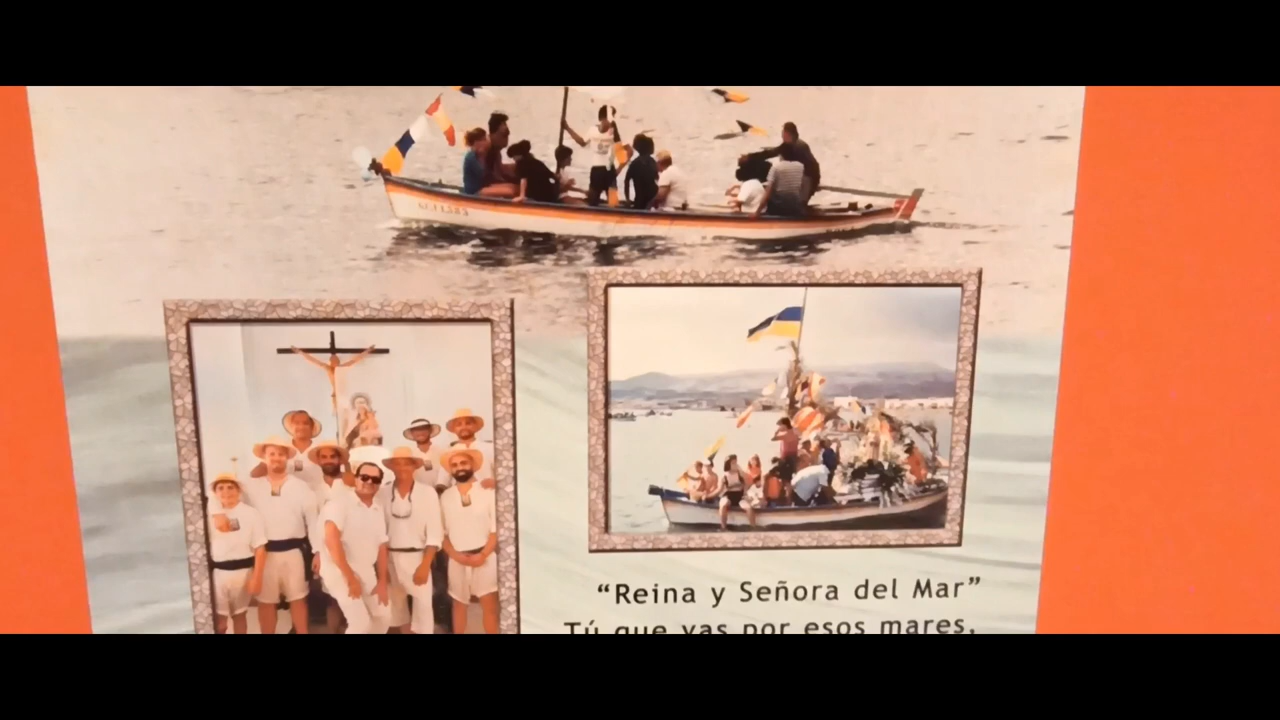 “Reina y Señora del Mar”
Tú que vas por esos mares,